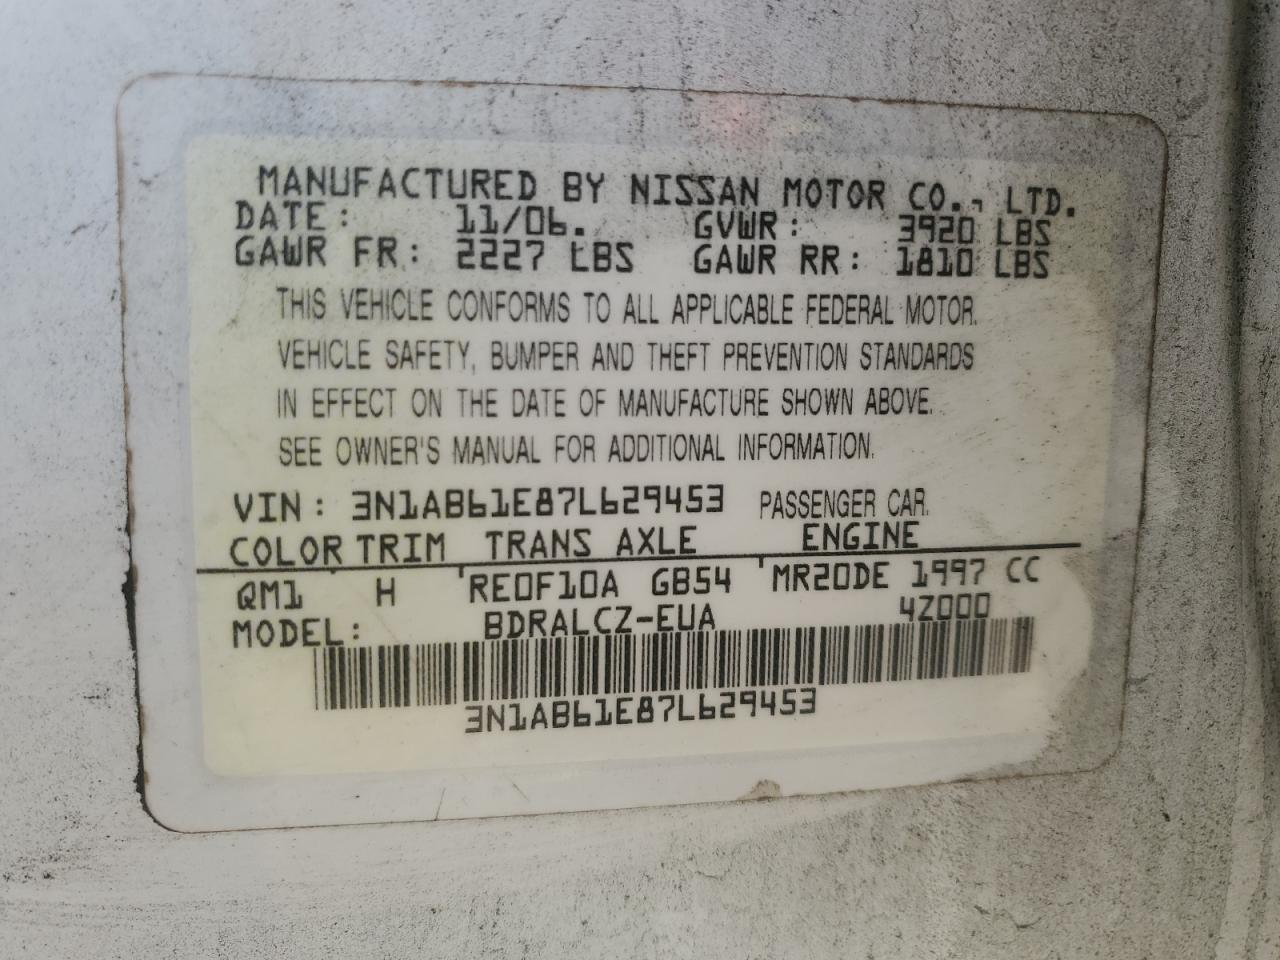 MANUFACTURED BY NISSAN MOTOR CO., LTD.
DATE: 11/06. GVWR: 3920 LBS
GAWR FR: 2227 LBS GAWR RR: 1810 LBS
THIS VEHICLE CONFORMS TO ALL APPLICABLE FEDERAL MOTOR.
VEHICLE SAFETY, BUMPER AND THEFT PREVENTION STANDARDS
IN EFFECT ON THE DATE OF MANUFACTURE SHOWN ABOVE.
SEE OWNER'S MANUAL FOR ADDITIONAL INFORMATION.
VIN: 3N1AB61E87L629453 PASSENGER CAR.
COLOR TRIM TRANS AXLE ENGINE
QM1 H RE0F10A GB54 MR20DE 1997 CC
MODEL: BDRALCZ-EUA 4Z000
3N1AB61E87L629453